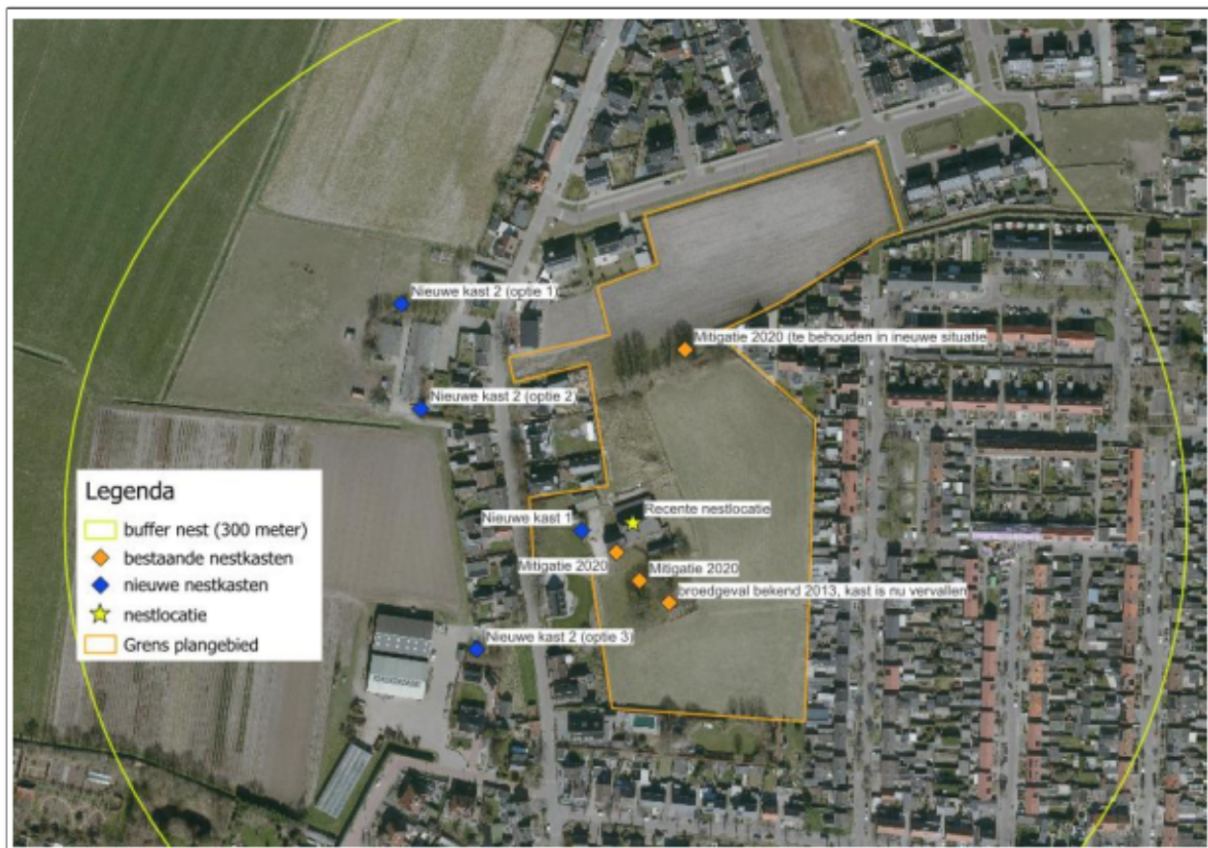 Nieuwe kast 2 (optie 1)
Mitigatie 2020 (te behouden in ineuwe situatie
Nieuwe kast 2 (optie 2)
Legenda
buffer nest (300 meter)
bestaande nestkasten
nieuwe nestkasten
nestlocatie
Grens plangebied
Recente nestlocatie
Nieuwe kast 1
Mitigatie 2020
Mitigatie 2020
broedgeval bekend 2013, kast is nu vervallen
Nieuwe kast 2 (optie 3)